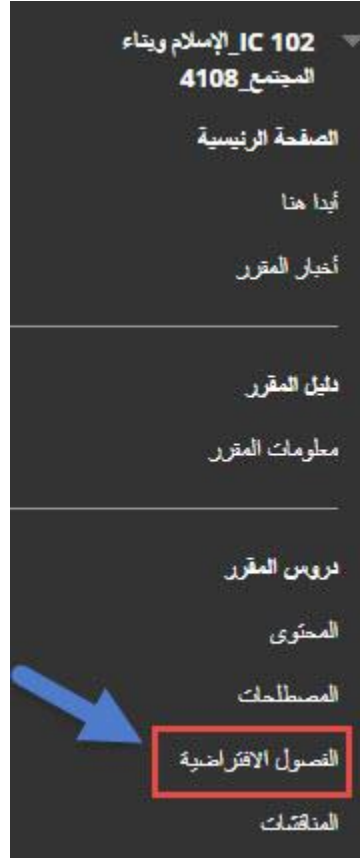 IC 102_الإسلام وبناء
المجتمع_4108
الصفحة الرئيسية
أبدا هنا
أخبار المقرر
دليل المقرر
معلومات المقرر
دروس المقرر
المحتوى
المصطلحات
الفصول الافتراضية
المناقشات